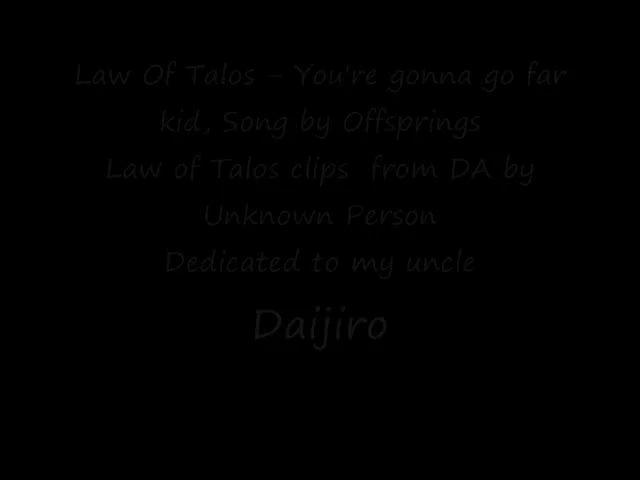 Law Of Talos - You're gonna go far
kid, Song by Offsprings
Law of Talos clips  from DA by
Unknown Person
Dedicated to my uncle
Daijiro